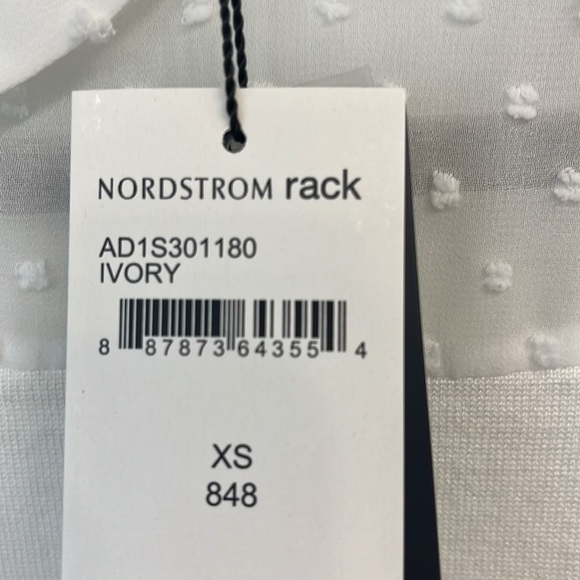 NORDSTROM rack
AD1S301180
IVORY
8 87873 64355 4
XS
848